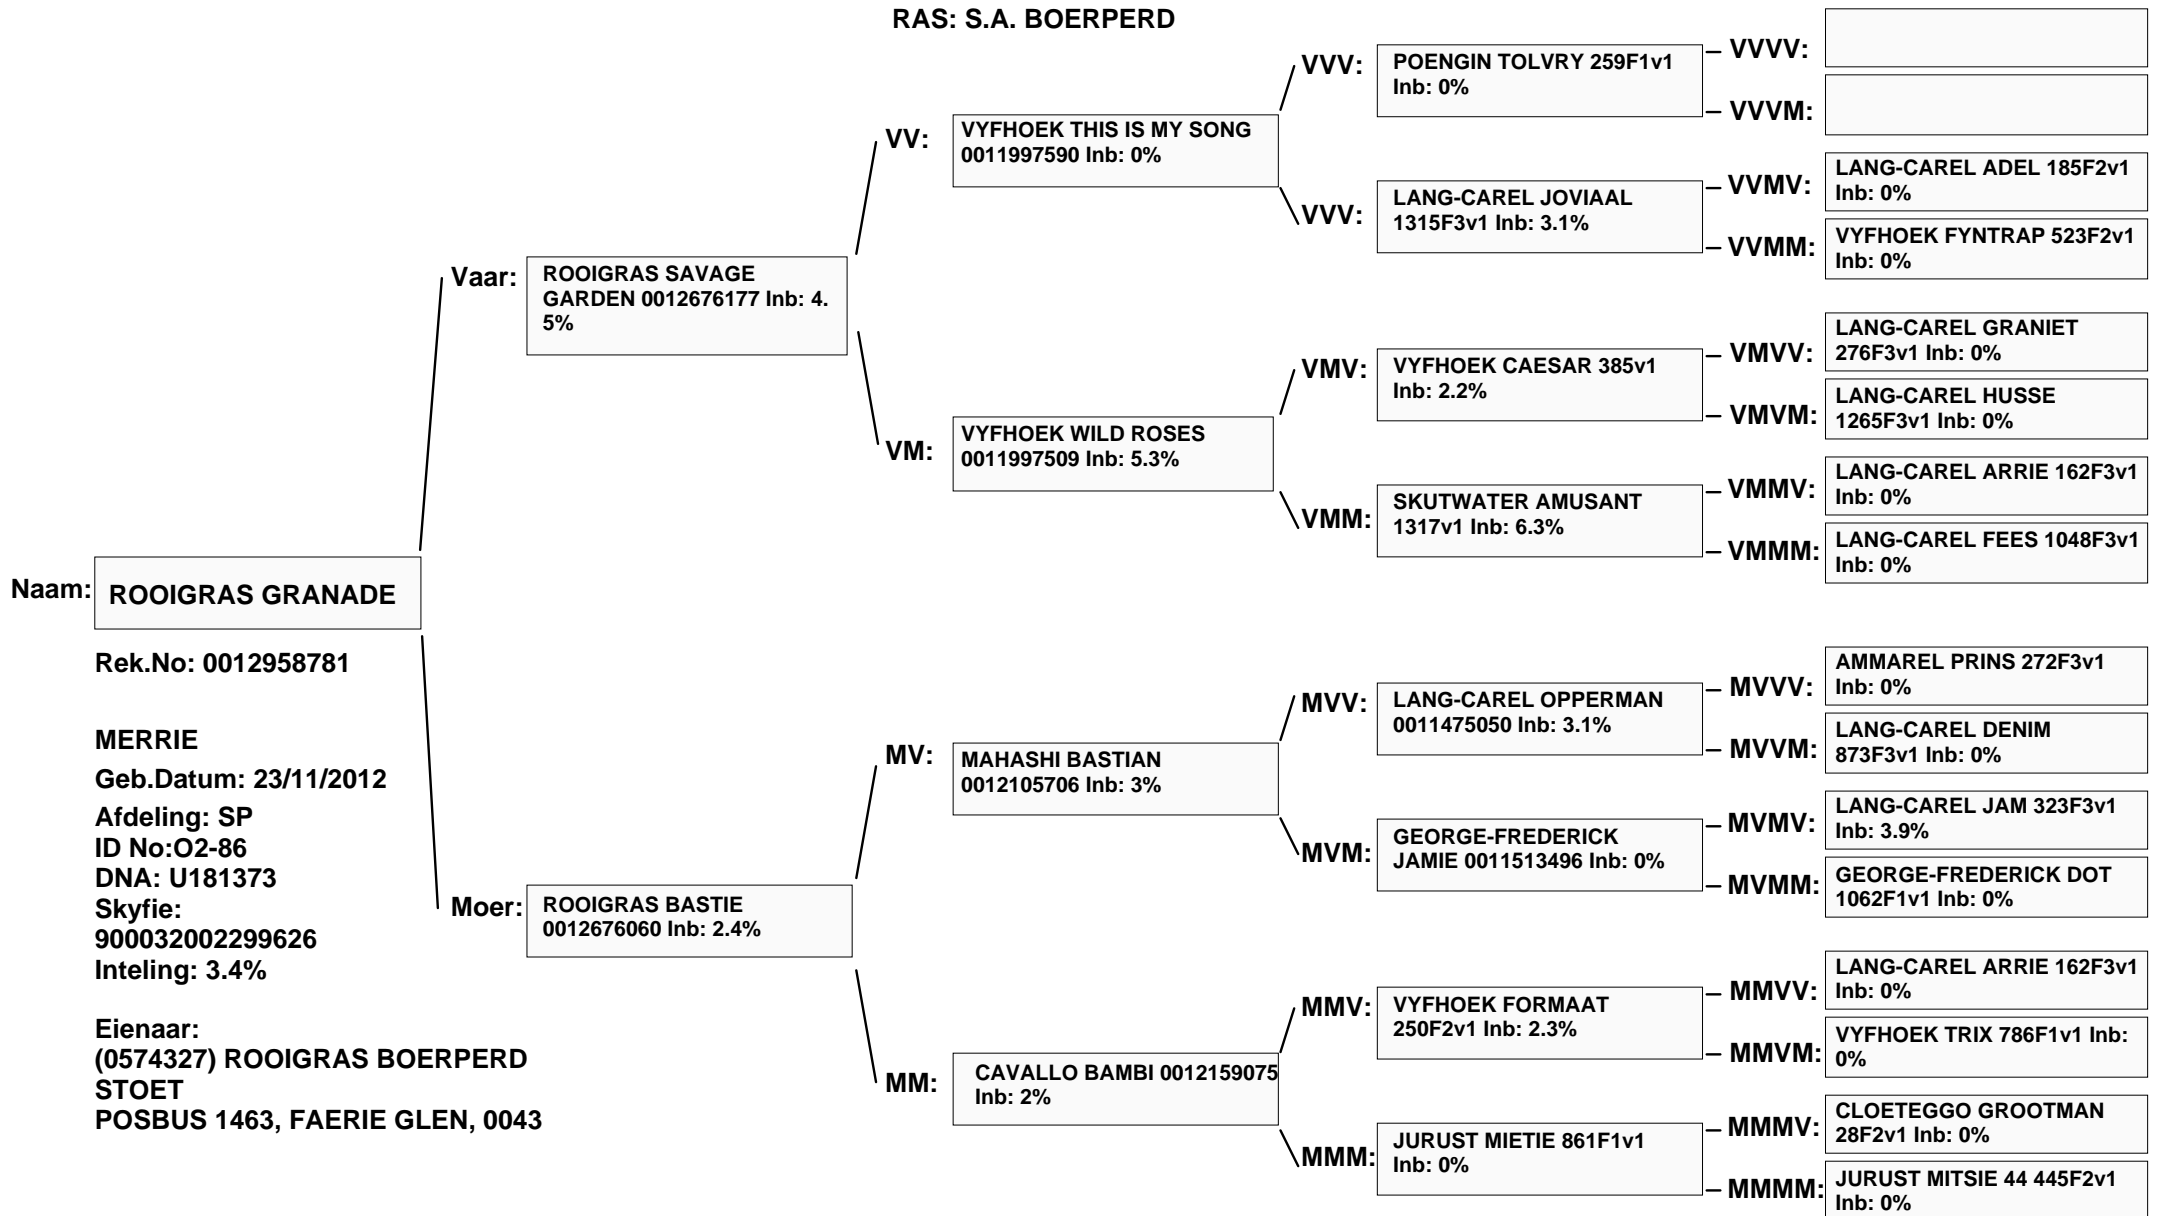 RAS: S.A. BOERPERD
Naam:
ROOIGRAS GRANADE
Rek.No: 0012958781
MERRIE
Geb.Datum: 23/11/2012
Afdeling: SP
ID No:O2-86
DNA: U181373
Skyfie:
900032002299626
Inteling: 3.4%
Eienaar:
(0574327) ROOIGRAS BOERPERD
STOET
POSBUS 1463, FAERIE GLEN, 0043
Vaar:
ROOIGRAS SAVAGE
GARDEN 0012676177 Inb: 4.
5%
Moer:
ROOIGRAS BASTIE
0012676060 Inb: 2.4%
VV:
VYFHOEK THIS IS MY SONG
0011997590 Inb: 0%
VM:
VYFHOEK WILD ROSES
0011997509 Inb: 5.3%
MV:
MAHASHI BASTIAN
0012105706 Inb: 3%
MM:
CAVALLO BAMBI 0012159075
Inb: 2%
VVV:
POENGIN TOLVRY 259F1v1
Inb: 0%
VVV:
LANG-CAREL JOVIAAL
1315F3v1 Inb: 3.1%
VMV:
VYFHOEK CAESAR 385v1
Inb: 2.2%
VMM:
SKUTWATER AMUSANT
1317v1 Inb: 6.3%
MVV:
LANG-CAREL OPPERMAN
0011475050 Inb: 3.1%
MVM:
GEORGE-FREDERICK
JAMIE 0011513496 Inb: 0%
MMV:
VYFHOEK FORMAAT
250F2v1 Inb: 2.3%
MMM:
JURUST MIETIE 861F1v1
Inb: 0%
VVVV:
VVVM:
VVMV:
LANG-CAREL ADEL 185F2v1
Inb: 0%
VVMM:
VYFHOEK FYNTRAP 523F2v1
Inb: 0%
VMVV:
LANG-CAREL GRANIET
276F3v1 Inb: 0%
VMVM:
LANG-CAREL HUSSE
1265F3v1 Inb: 0%
VMMV:
LANG-CAREL ARRIE 162F3v1
Inb: 0%
VMMM:
LANG-CAREL FEES 1048F3v1
Inb: 0%
MVVV:
AMMAREL PRINS 272F3v1
Inb: 0%
MVVM:
LANG-CAREL DENIM
873F3v1 Inb: 0%
MVMV:
LANG-CAREL JAM 323F3v1
Inb: 3.9%
MVMM:
GEORGE-FREDERICK DOT
1062F1v1 Inb: 0%
MMVV:
LANG-CAREL ARRIE 162F3v1
Inb: 0%
MMVM:
VYFHOEK TRIX 786F1v1 Inb:
0%
MMMV:
CLOETEGGO GROOTMAN
28F2v1 Inb: 0%
MMMM:
JURUST MITSIE 44 445F2v1
Inb: 0%